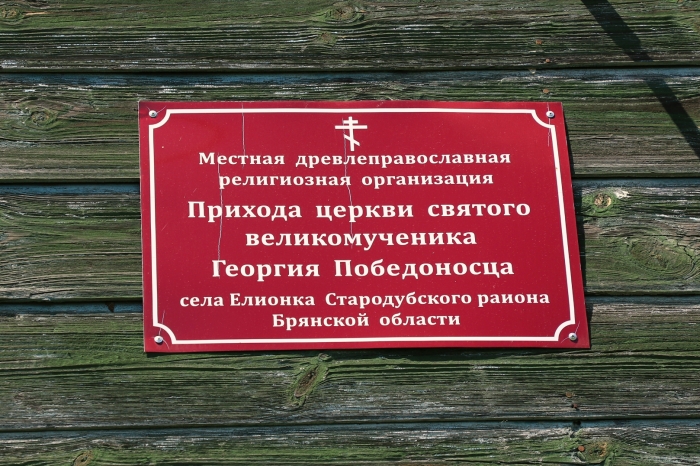 Местная древлеправославная
религиозная организация
Прихода церкви святого
великомученика
Георгия Победоносца
села Елионка Стародубского раиона
Брянской области